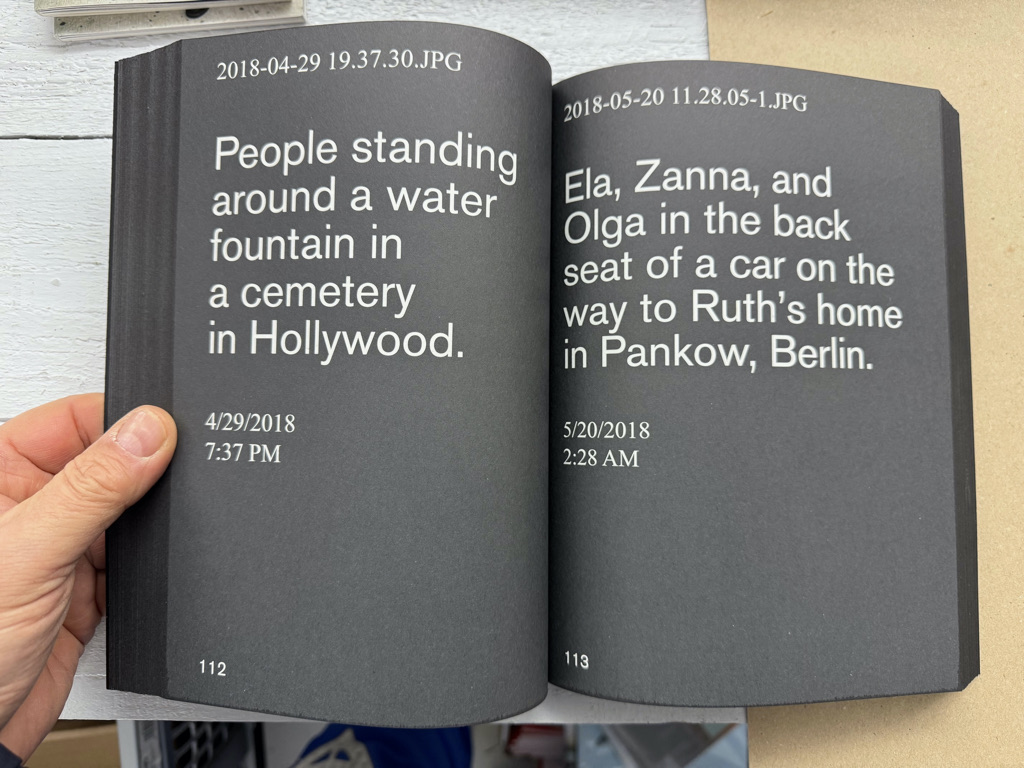 2018-04-29 19.37.30.JPG
People standing
around a water
fountain in
a cemetery
in Hollywood.
4/29/2018
7:37 PM
112
2018-05-20 11.28.05-1.JPG
Ela, Zanna, and
Olga in the back
seat of a car on the
way to Ruth's home
in Pankow, Berlin.
5/20/2018
2:28 AM
113